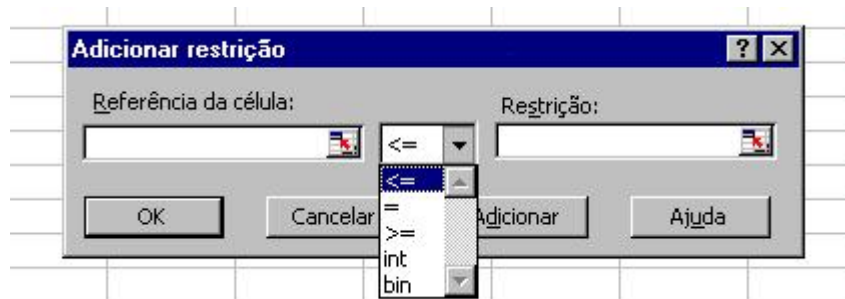 Adicionar restrição
Referência da célula:
Restrição:
<=
<=
=
>=
int
bin
OK
Cancelar
Adicionar
Ajuda